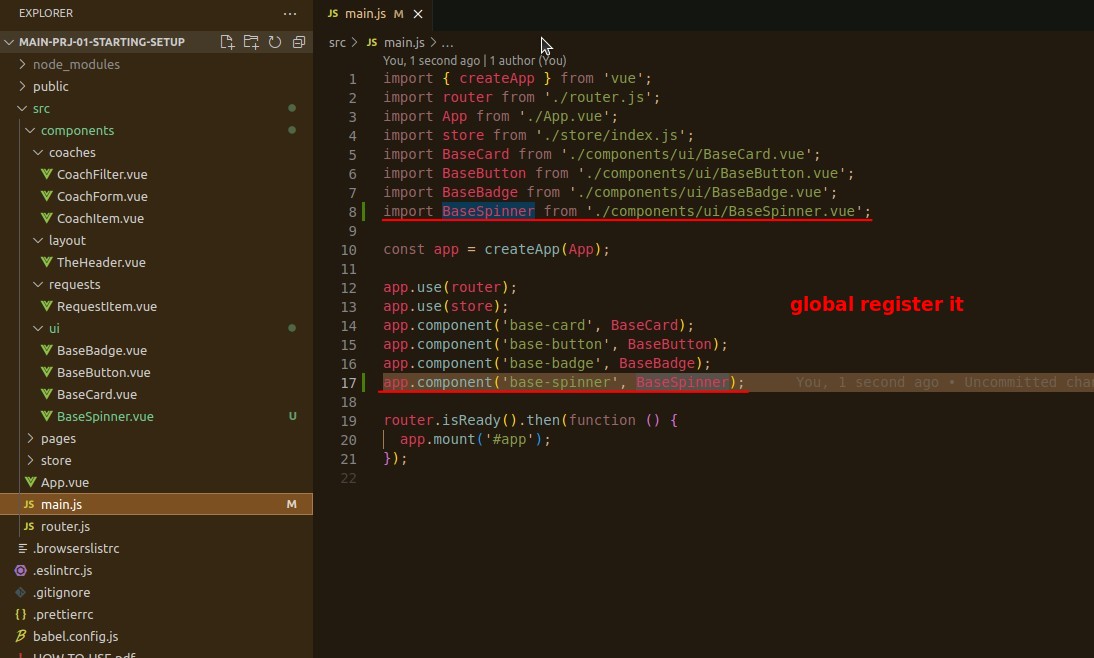 EXPLORER
MAIN-PRJ-01-STARTING-SETUP
node_modules
public
src
components
coaches
CoachFilter.vue
CoachForm.vue
CoachItem.vue
layout
TheHeader.vue
requests
RequestItem.vue
ui
BaseBadge.vue
BaseButton.vue
BaseCard.vue
BaseSpinner.vue U
pages
store
App.vue
JS main.js M
JS router.js
.browserslistrc
.eslintrc.js
.gitignore
{ } .prettierrc
babel.config.js
HOW-TO-USE.pdf
JS main.js M
src > JS main.js > ...
You, 1 second ago | 1 author (You)
1 import { createApp } from 'vue';
2 import router from './router.js';
3 import App from './App.vue';
4 import store from './store/index.js';
5 import BaseCard from './components/ui/BaseCard.vue';
6 import BaseButton from './components/ui/BaseButton.vue';
7 import BaseBadge from './components/ui/BaseBadge.vue';
8 import BaseSpinner from './components/ui/BaseSpinner.vue';
9
10 const app = createApp(App);
11
12 app.use(router);
13 app.use(store);
global register it
14 app.component('base-card', BaseCard);
15 app.component('base-button', BaseButton);
16 app.component('base-badge', BaseBadge);
17 app.component('base-spinner', BaseSpinner); You, 1 second ago • Uncommitted cha
18
19 router.isReady().then(function () {
20 app.mount('#app');
21 });
22